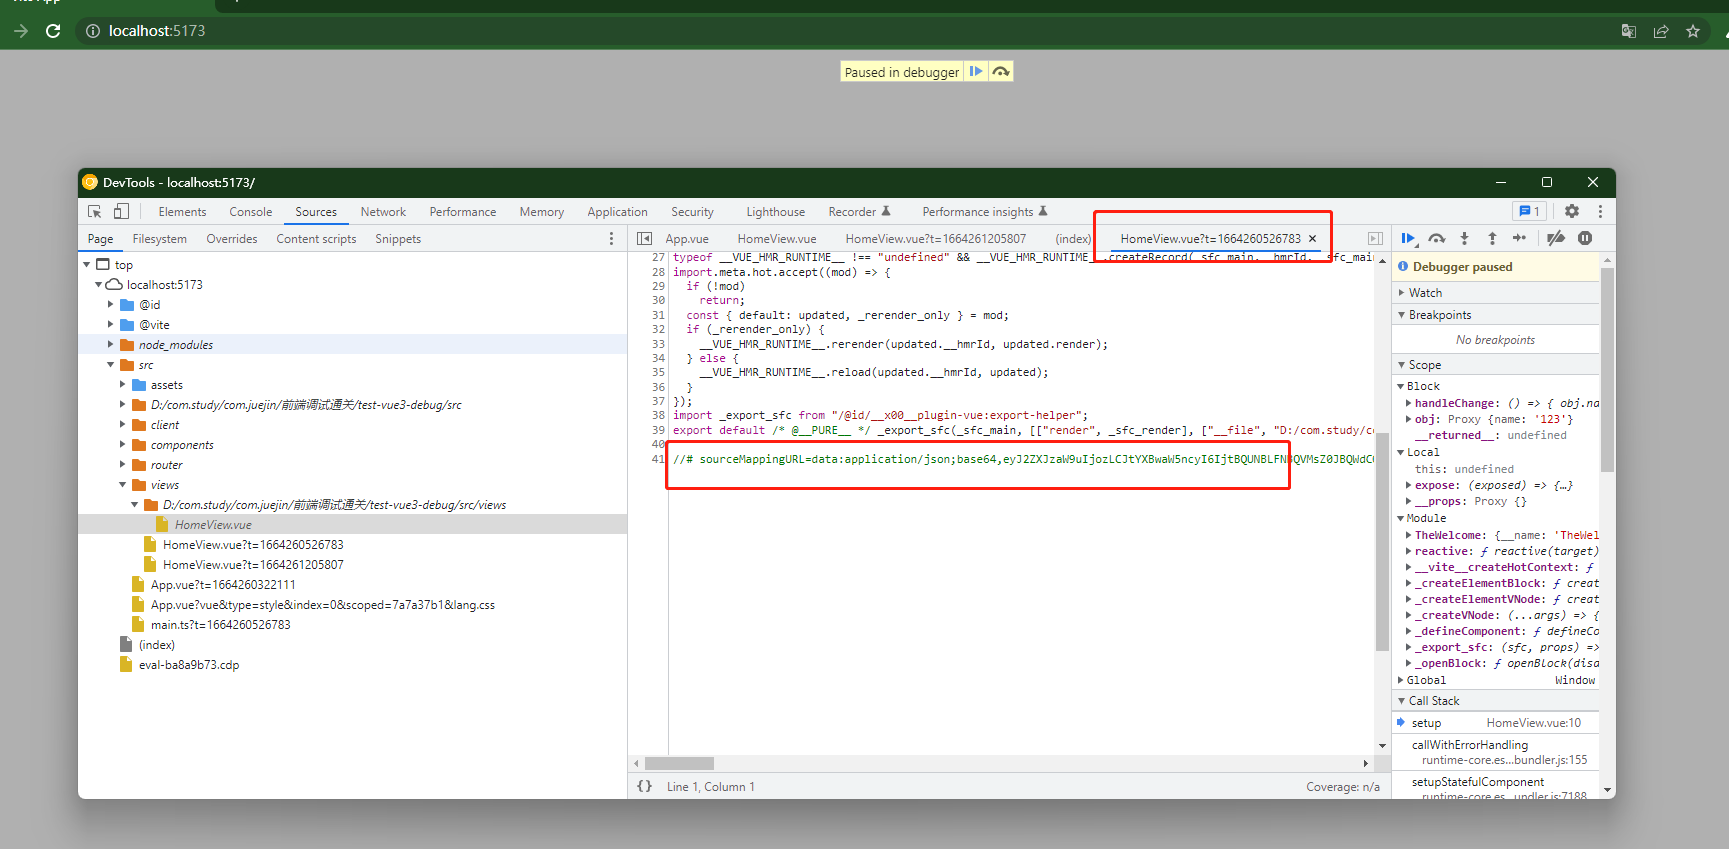 localhost:5173
Paused in debugger
DevTools - localhost:5173/
Elements Console Sources Network Performance Memory Application Security Lighthouse Recorder Performance insights 1
Page Filesystem Overrides Content scripts Snippets
App.vue HomeView.vue HomeView.vue?t=1664261205807 (index) HomeView.vue?t=1664260526783 ×
top
localhost:5173
@id
@vite
node_modules
src
assets
D:/com.study/com.juejin/前端调试通关/test-vue3-debug/src
client
components
router
views
D:/com.study/com.juejin/前端调试通关/test-vue3-debug/src/views
HomeView.vue
HomeView.vue?t=1664260526783
HomeView.vue?t=1664261205807
App.vue?t=1664260322111
App.vue?vue&type=style&index=0&scoped=7a7a37b1&lang.css
main.ts?t=1664260526783
(index)
eval-ba8a9b73.cdp
27 typeof __VUE_HMR_RUNTIME__ !== "undefined" && __VUE_HMR_RUNTIME__.createRecord(_sfc_main.__hmrId, _sfc_main
28 import.meta.hot.accept((mod) => {
29 if (!mod)
30 return;
31 const { default: updated, _rerender_only } = mod;
32 if (_rerender_only) {
33 __VUE_HMR_RUNTIME__.rerender(updated.__hmrId, updated.render);
34 } else {
35 __VUE_HMR_RUNTIME__.reload(updated.__hmrId, updated);
36 }
37 });
38 import _export_sfc from "/@id/__x00__plugin-vue:export-helper";
39 export default /* @__PURE__ */ _export_sfc(_sfc_main, [["render", _sfc_render], ["__file", "D:/com.study/c
40
41 //# sourceMappingURL=data:application/json;base64,eyJ2ZXJzaW9uIjozLCJtYXBwaW5ncyI6IjtBQUNBLFN
{} Line 1, Column 1
Coverage: n/a
Debugger paused
Watch
Breakpoints
No breakpoints
Scope
Block
handleChange: () => { obj.na
obj: Proxy {name: '123'}
__returned__: undefined
Local
this: undefined
expose: (exposed) => {…}
__props: Proxy {}
Module
TheWelcome: {__name: 'TheWel
reactive: ƒ reactive(target)
__vite__createHotContext: ƒ
_createElementBlock: ƒ creat
_createElementVNode: ƒ creat
_createVNode: (...args) => {
_defineComponent: ƒ defineCo
_export_sfc: (sfc, props) =>
_openBlock: ƒ openBlock(disa
Global Window
Call Stack
setup HomeView.vue:10
callWithErrorHandling
runtime-core.es...bundler.js:155
setupStatefulComponent
runtime-core.es...undler.js:7188